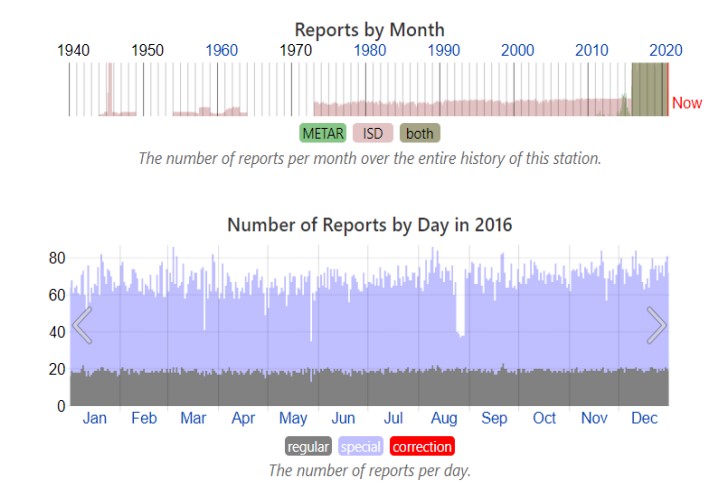 Reports by Month
1940 1950 1960 1970 1980 1990 2000 2010 2020
Now
METAR ISD both
The number of reports per month over the entire history of this station.
Number of Reports by Day in 2016
80
60
40
20
0
Jan Feb Mar Apr May Jun Jul Aug Sep Oct Nov Dec
regular special correction
The number of reports per day.